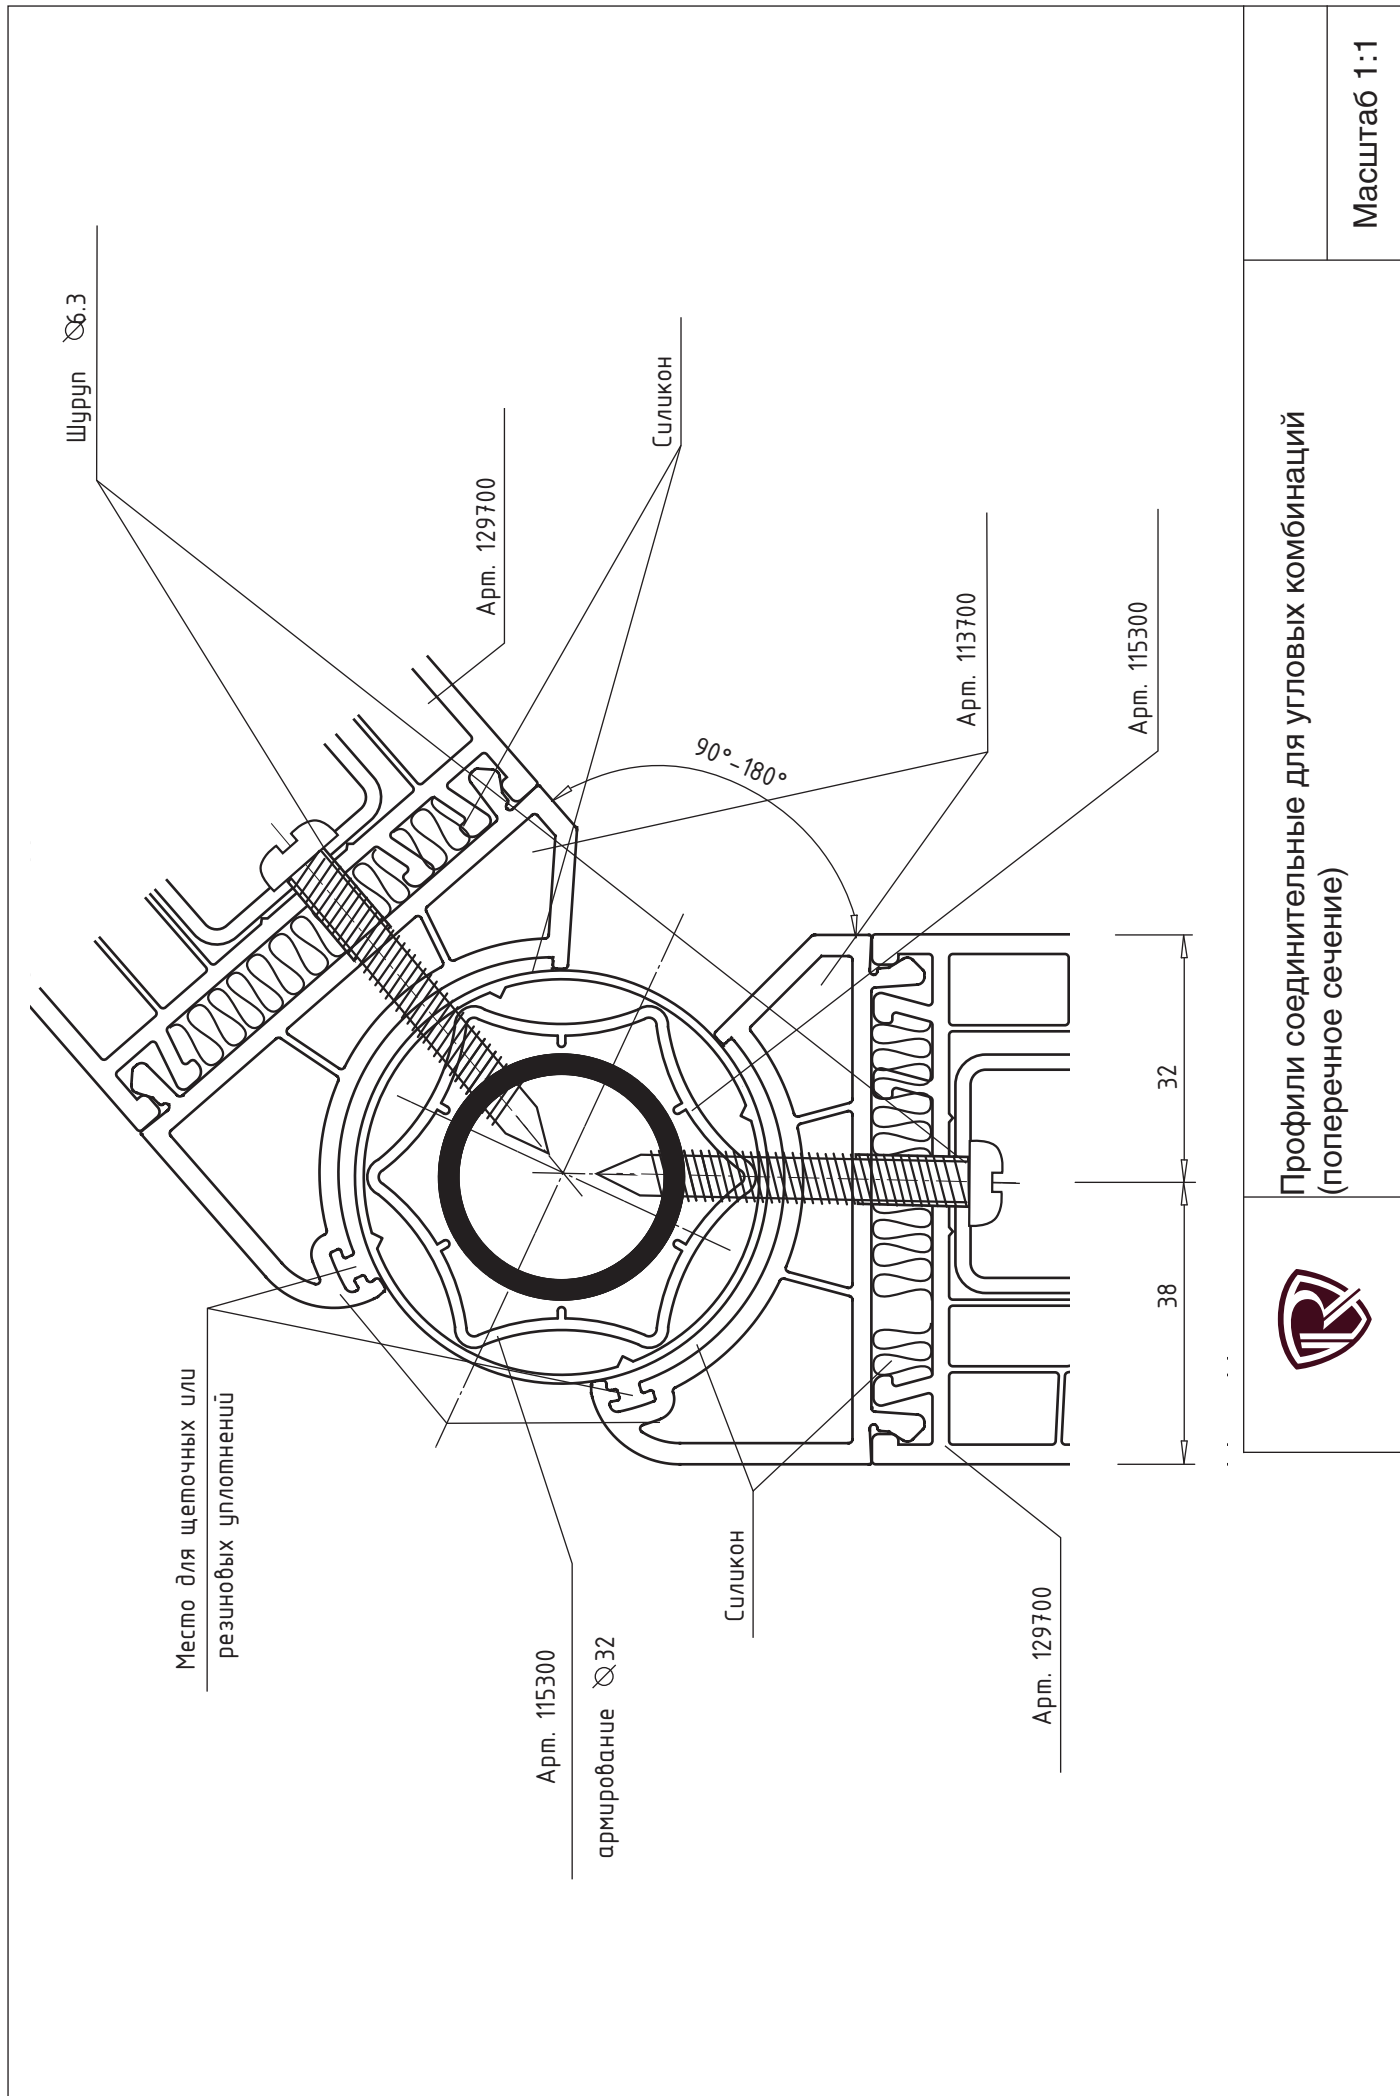 Место для щеточных или
резиновых уплотнений
Шуруп ∅6.3
Арт. 129700
Силикон
90°-180°
Арт. 113700
Арт. 115300
Арт. 115300
армирование ∅32
Силикон
Арт. 129700
38
32
Профили соединительные для угловых комбинаций
(поперечное сечение)
Масштаб 1:1